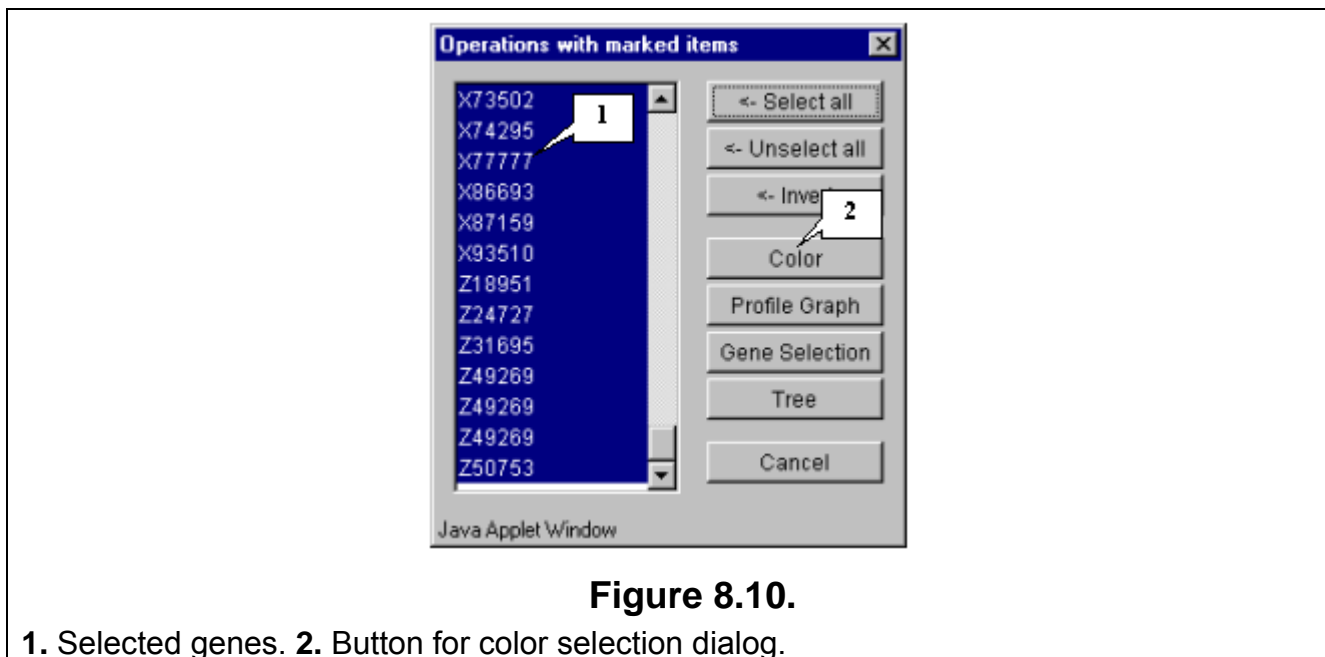 Operations with marked items
X73502
X74295
X77777
X86693
X87159
X93510
Z18951
Z24727
Z31695
Z49269
Z49269
Z49269
Z50753
1
<- Select all
<- Unselect all
<-
2
Color
Profile Graph
Gene Selection
Tree
Cancel
Java Applet Window
Figure 8.10.
1. Selected genes. 2. Button for color selection dialog.